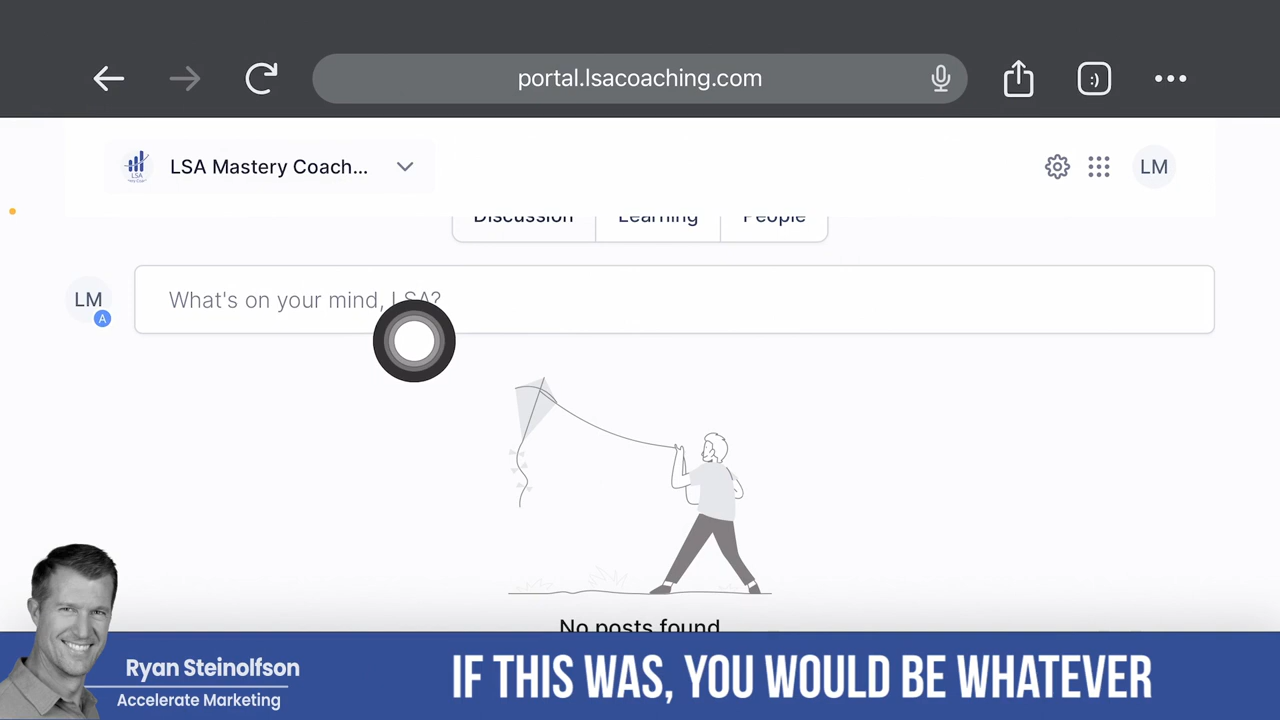 portal.lsacoaching.com
:)
LSA Mastery Coach...
LM
Discussion
Learning
People
LM
A
What's on your mind, LSA?
No posts found
Ryan Steinolfson
Accelerate Marketing
IF THIS WAS, YOU WOULD BE WHATEVER